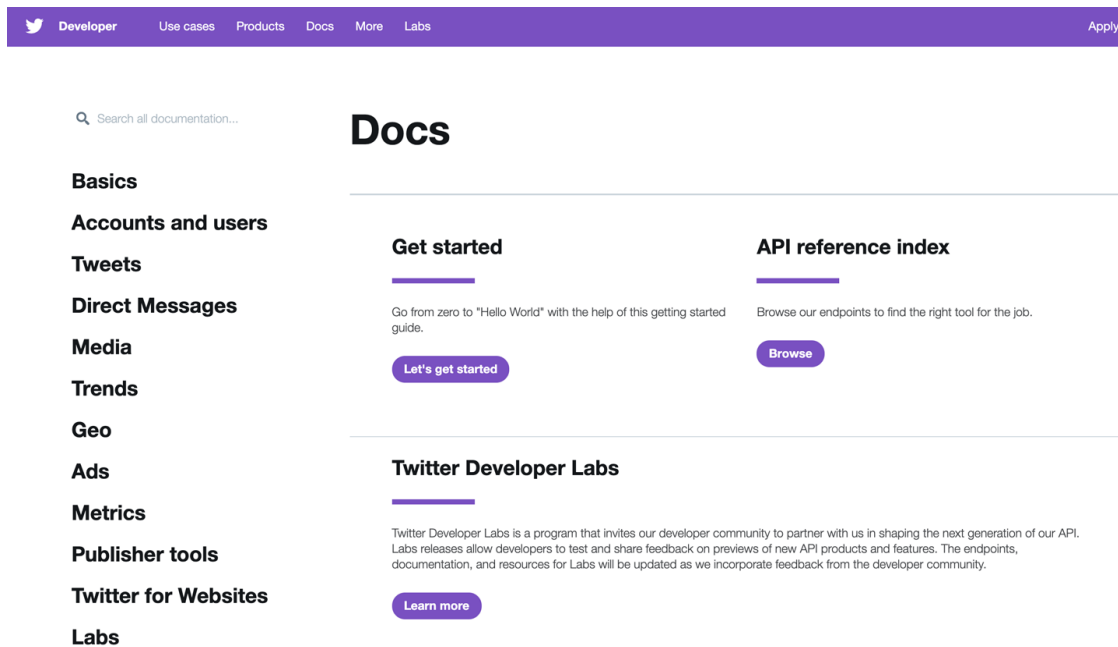 Developer Use cases Products Docs More Labs Apply
Search all documentation...
Basics
Accounts and users
Tweets
Direct Messages
Media
Trends
Geo
Ads
Metrics
Publisher tools
Twitter for Websites
Labs
Docs
Get started
Go from zero to "Hello World" with the help of this getting started
guide.
Let's get started
API reference index
Browse our endpoints to find the right tool for the job.
Browse
Twitter Developer Labs
Twitter Developer Labs is a program that invites our developer community to partner with us in shaping the next generation of our API.
Labs releases allow developers to test and share feedback on previews of new API products and features. The endpoints,
documentation, and resources for Labs will be updated as we incorporate feedback from the developer community.
Learn more